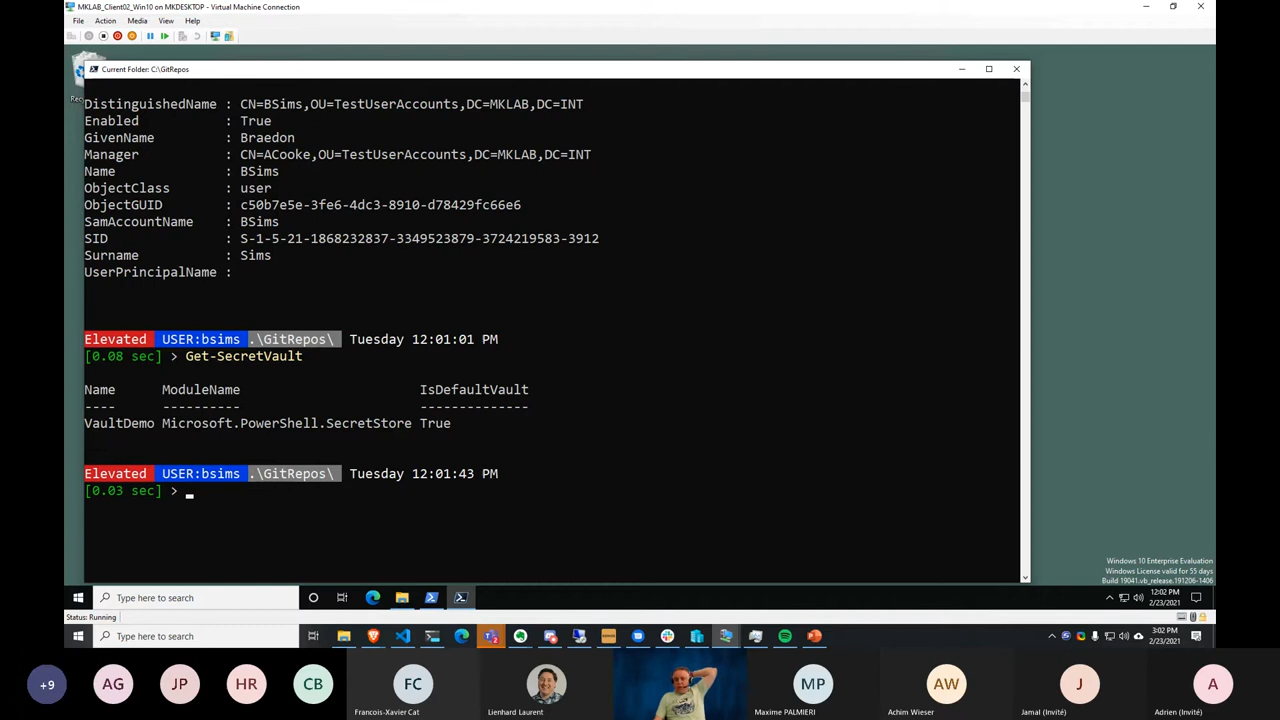 MKLAB_Client02_Win10 on MKDESKTOP - Virtual Machine Connection
File Action Media View Help
Current Folder: C:\GitRepos
DistinguishedName : CN=BSims,OU=TestUserAccounts,DC=MKLAB,DC=INT
Enabled : True
GivenName : Braedon
Manager : CN=ACooke,OU=TestUserAccounts,DC=MKLAB,DC=INT
Name : BSims
ObjectClass : user
ObjectGUID : c50b7e5e-3fe6-4dc3-8910-d78429fc66e6
SamAccountName : BSims
SID : S-1-5-21-1868232837-3349523879-3724219583-3912
Surname : Sims
UserPrincipalName :
Elevated USER:bsims .\GitRepos\ Tuesday 12:01:01 PM
[0.08 sec] > Get-SecretVault
Name ModuleName IsDefaultVault
---- ---------- --------------
VaultDemo Microsoft.PowerShell.SecretStore True
Elevated USER:bsims .\GitRepos\ Tuesday 12:01:43 PM
[0.03 sec] >
Windows 10 Enterprise Evaluation
Windows License valid for 55 days
Build 19041.vb_release.191206-1406
Type here to search
12:02 PM
2/23/2021
Status: Running
Type here to search
3:02 PM
2/23/2021
+9 AG JP HR CB FC MP AW J A
Francois-Xavier Cat Lienhard Laurent Maxime PALMIERI Achim Wieser Jamal (Invité) Adrien (Invité)